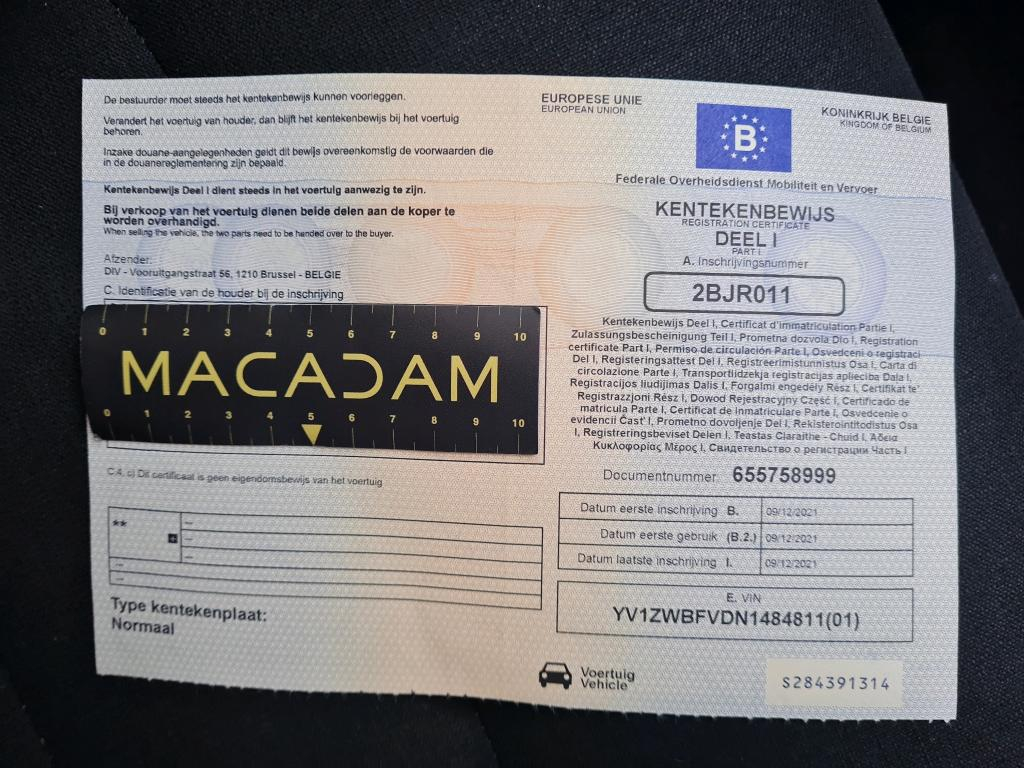 De bestuurder moet steeds het kentekenbewijs kunnen voorleggen.
Verandert het voertuig van houder, dan blijft het kentekenbewijs bij het voertuig
behoren.
Inzake douane-aangelegenheden geldt dit bewijs overeenkomstig de voorwaarden die
in de douanereglementering zijn bepaald.
Kentekenbewijs Deel I dient steeds in het voertuig aanwezig te zijn.
Bij verkoop van het voertuig dienen beide delen aan de koper te
worden overhandigd.
When selling the vehicle, the two parts need to be handed over to the buyer.
Afzender:
DIV - Vooruitgangstraat 56, 1210 Brussel - BELGIE
C. Identificatie van de houder bij de inschrijving
0 1 2 3 4 5 6 7 8 9 10
MACADAM
0 1 2 3 4 5 6 7 8 9 10
C.4. c) Dit certificaat is geen eigendomsbewijs van het voertuig
**
+
--
--
--
--
--
Type kentekenplaat:
Normaal
EUROPESE UNIE
EUROPEAN UNION
B
KONINKRIJK BELGIE
KINGDOM OF BELGIUM
Federale Overheidsdienst Mobiliteit en Vervoer
KENTEKENBEWIJS
REGISTRATION CERTIFICATE
DEEL I
PART I
A. Inschrijvingsnummer
2BJR011
Kentekenbewijs Deel I, Certificat d'immatriculation Partie I,
Zulassungsbescheinigung Teil I, Prometna dozvola Dio I, Registration
certificate Part I, Permiso de circulación Parte I, Osvedceni o registraci
Del I, Registeringsattest Del I, Registreerimistunnistus Osa I, Carta di
circolazione Parte I, Transportlidzekja registracijas apliecība Daļa I,
Registracijos liudijimas Dalis I, Forgalmi engedély Rész I, Certifikat ta'
Registrazzjoni Parti I, Dowod Rejestracyjny Część I, Certificado de
matricula Parte I, Certificat de Inmatriculare Partea I, Osvedcenie o
evidencii Časť I, Prometno dovoljenje Del I, Rekisteröintitodistus Osa
I, Registreringsbeviset Delen I, Teastas Claraithe - Chuid I, Άδεια
Κυκλοφορίας Μέρος I, Свидетелство о регистрации Часть I
Documentnummer 655758999
Datum eerste inschrijving B. 09/12/2021
Datum eerste gebruik (B.2.) 09/12/2021
Datum laatste inschrijving I. 09/12/2021
E. VIN
YV1ZWBFVDN1484811(01)
Voertuig
Vehicle
S284391314